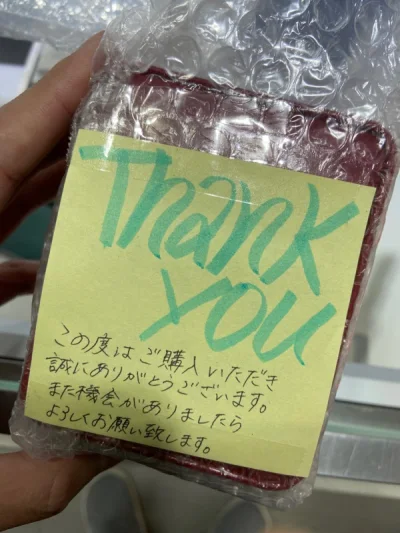 Thank
you
この度はご購入いただき
誠にありがとうございます。
また機会がありましたら
よろしくお願い致します。